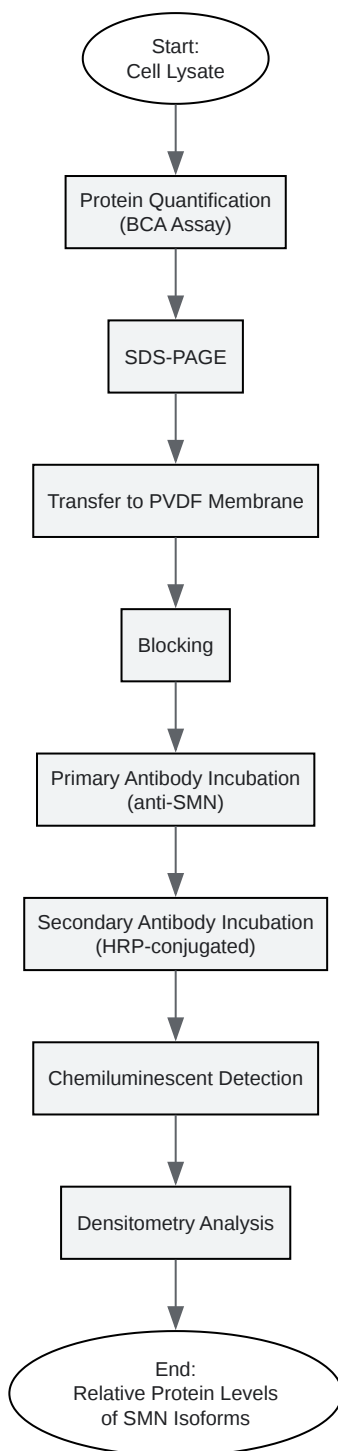 Start:
Cell Lysate
Protein Quantification
(BCA Assay)
SDS-PAGE
Transfer to PVDF Membrane
Blocking
Primary Antibody Incubation
(anti-SMN)
Secondary Antibody Incubation
(HRP-conjugated)
Chemiluminescent Detection
Densitometry Analysis
End:
Relative Protein Levels
of SMN Isoforms